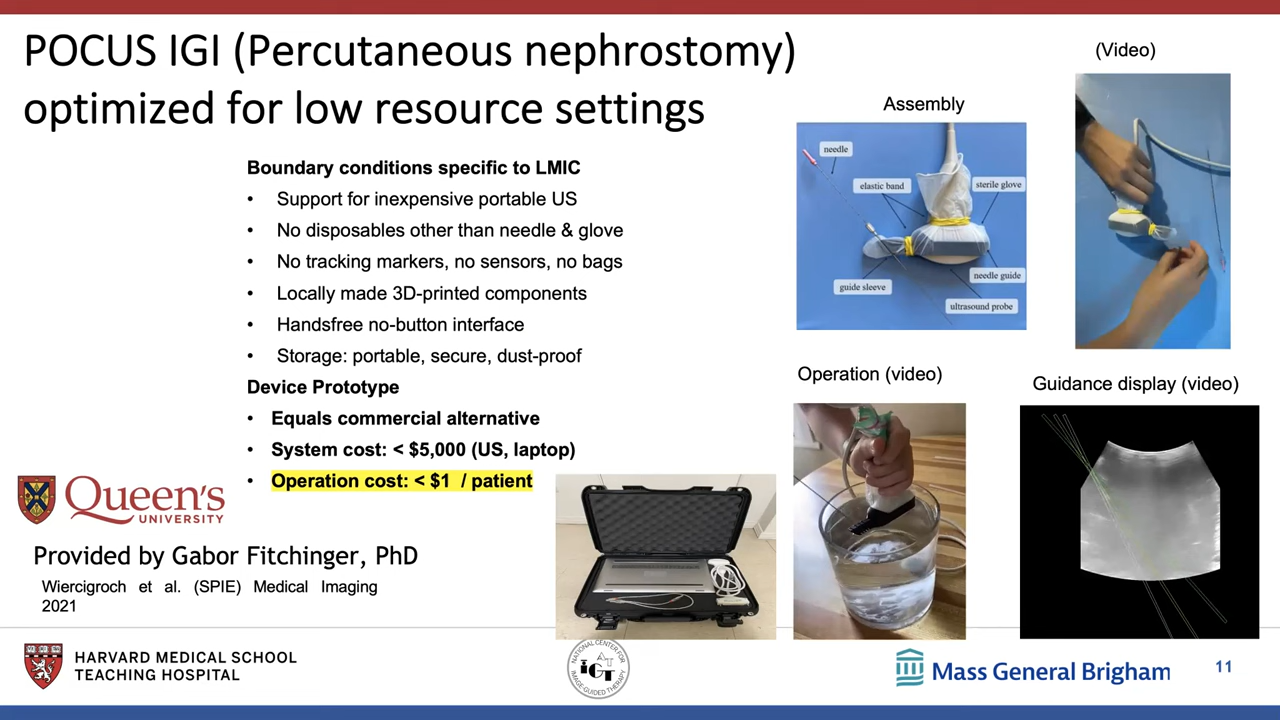 POCUS IGI (Percutaneous nephrostomy)
optimized for low resource settings
Boundary conditions specific to LMIC
• Support for inexpensive portable US
• No disposables other than needle & glove
• No tracking markers, no sensors, no bags
• Locally made 3D-printed components
• Handsfree no-button interface
• Storage: portable, secure, dust-proof
Device Prototype
• Equals commercial alternative
• System cost: < $5,000 (US, laptop)
• Operation cost: < $1 / patient
Assembly
needle
elastic band
sterile glove
guide sleeve
needle guide
ultrasound probe
(Video)
Operation (video)
Guidance display (video)
Queen's
UNIVERSITY
Provided by Gabor Fitchinger, PhD
Wiercigroch et al. (SPIE) Medical Imaging
2021
HARVARD MEDICAL SCHOOL
TEACHING HOSPITAL
NATIONAL CENTER FOR
AT
IGT
IMAGE GUIDED THERAPY
Mass General Brigham
11